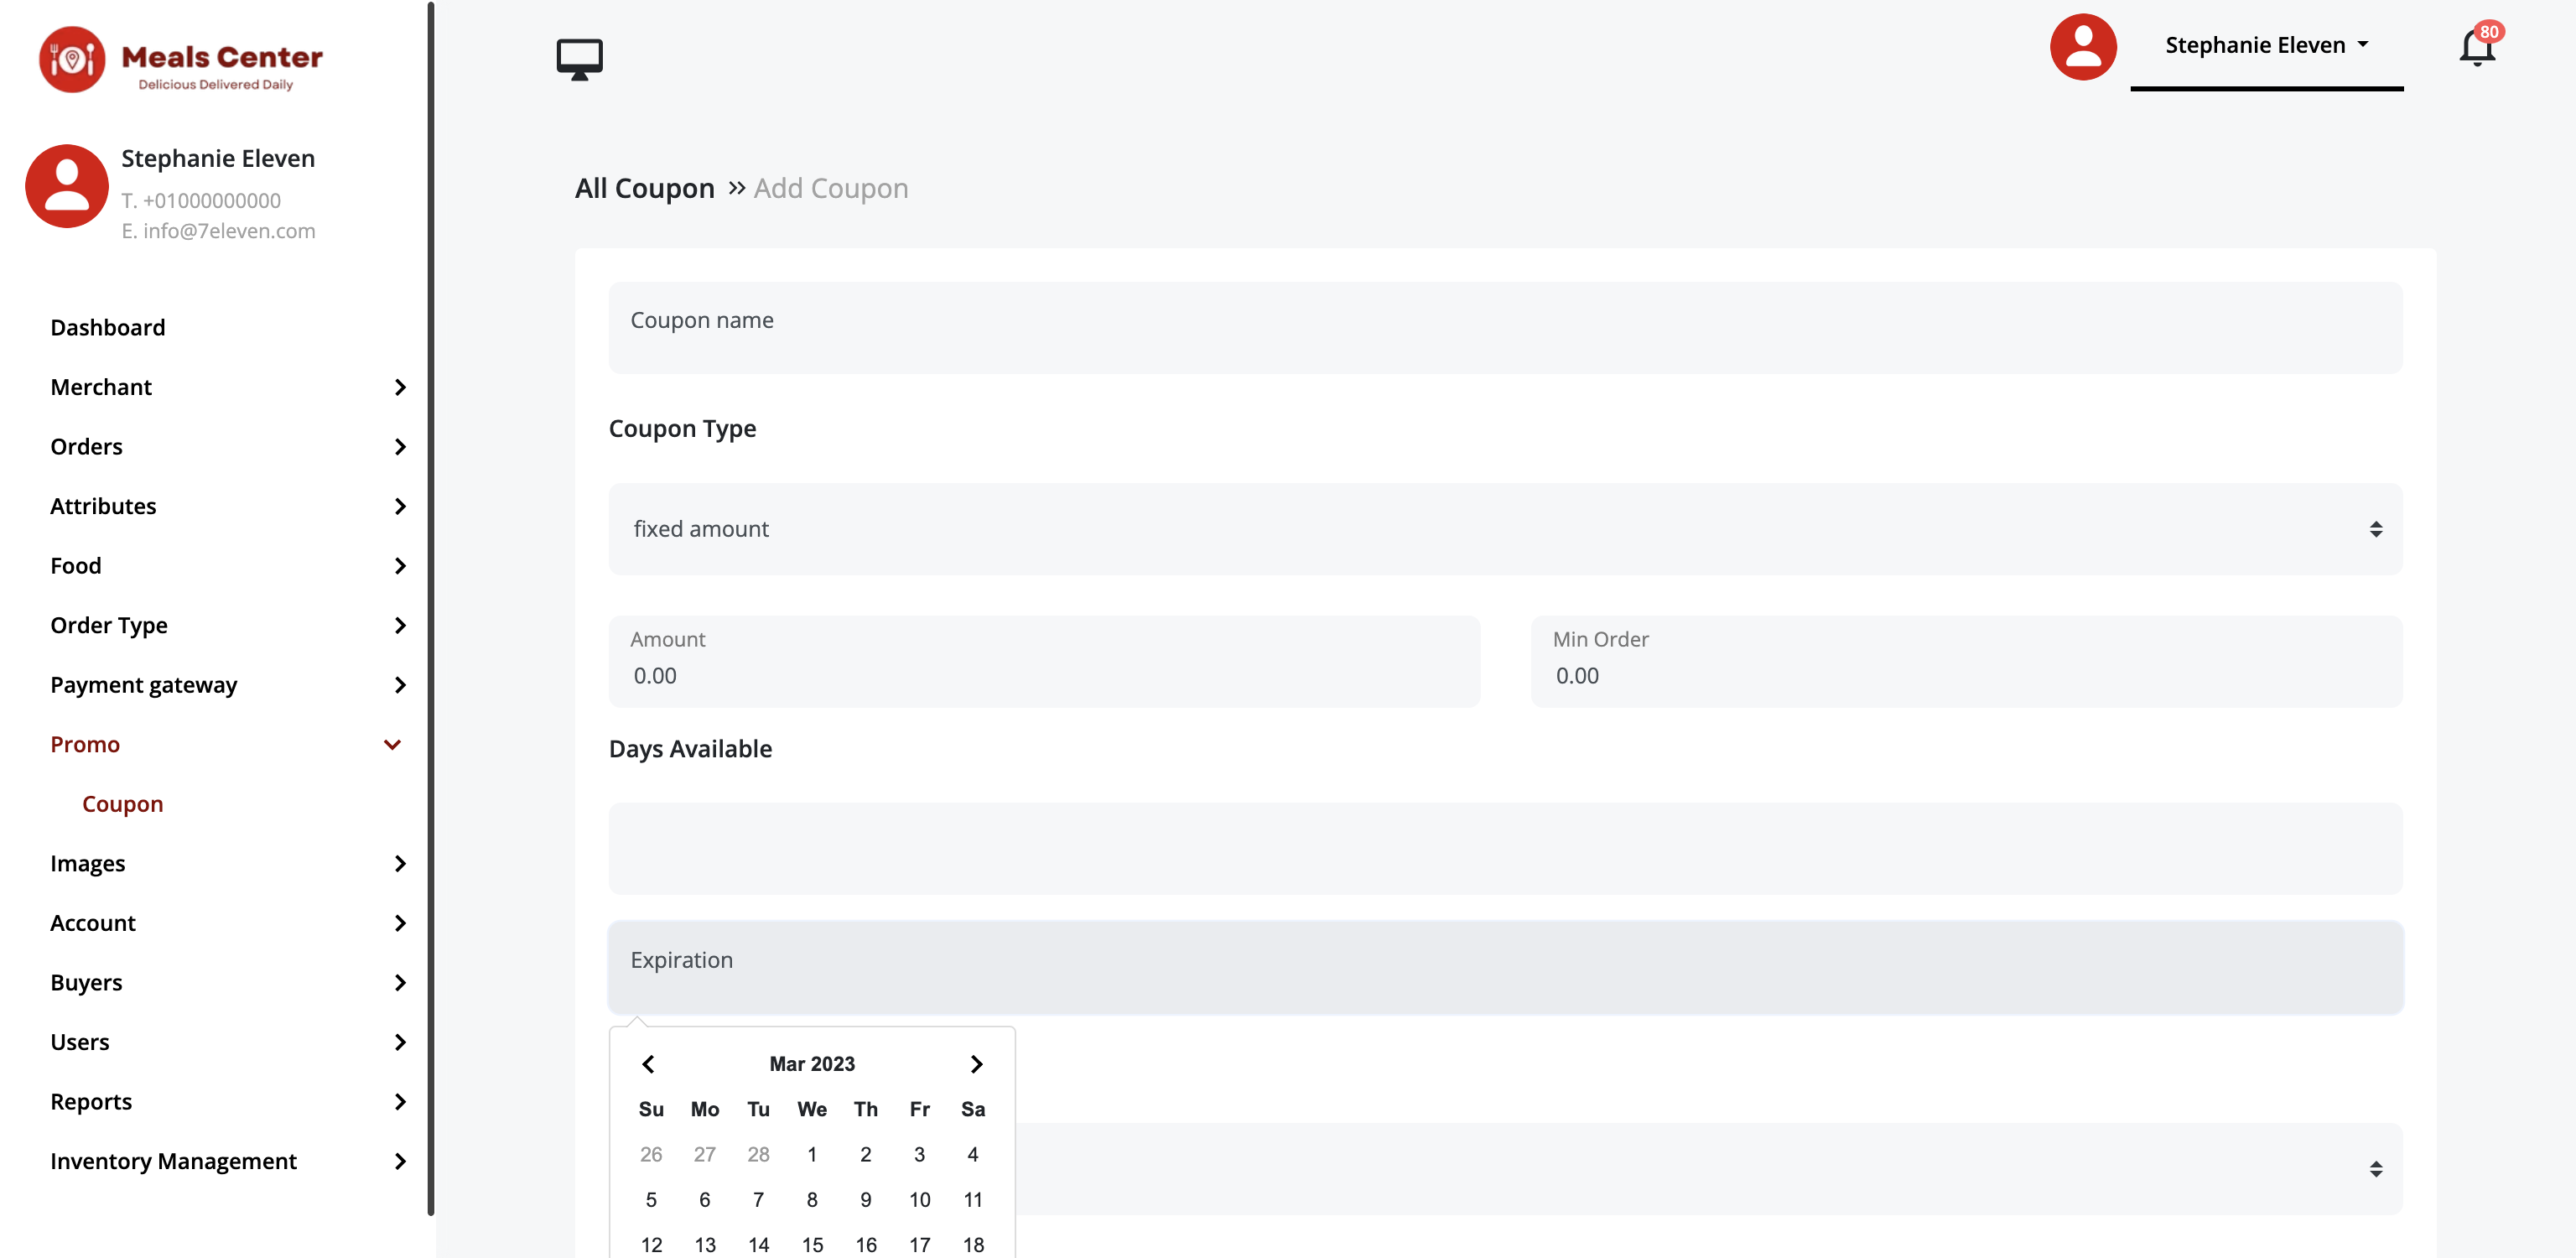 Meals Center
Delicious Delivered Daily
Stephanie Eleven
T. +01000000000
E. info@7eleven.com
Dashboard
Merchant
Orders
Attributes
Food
Order Type
Payment gateway
Promo
Coupon
Images
Account
Buyers
Users
Reports
Inventory Management
Stephanie Eleven
80
All Coupon » Add Coupon
Coupon name
Coupon Type
fixed amount
Amount
0.00
Min Order
0.00
Days Available
Expiration
Mar 2023
Su Mo Tu We Th Fr Sa
26 27 28 1 2 3 4
5 6 7 8 9 10 11
12 13 14 15 16 17 18